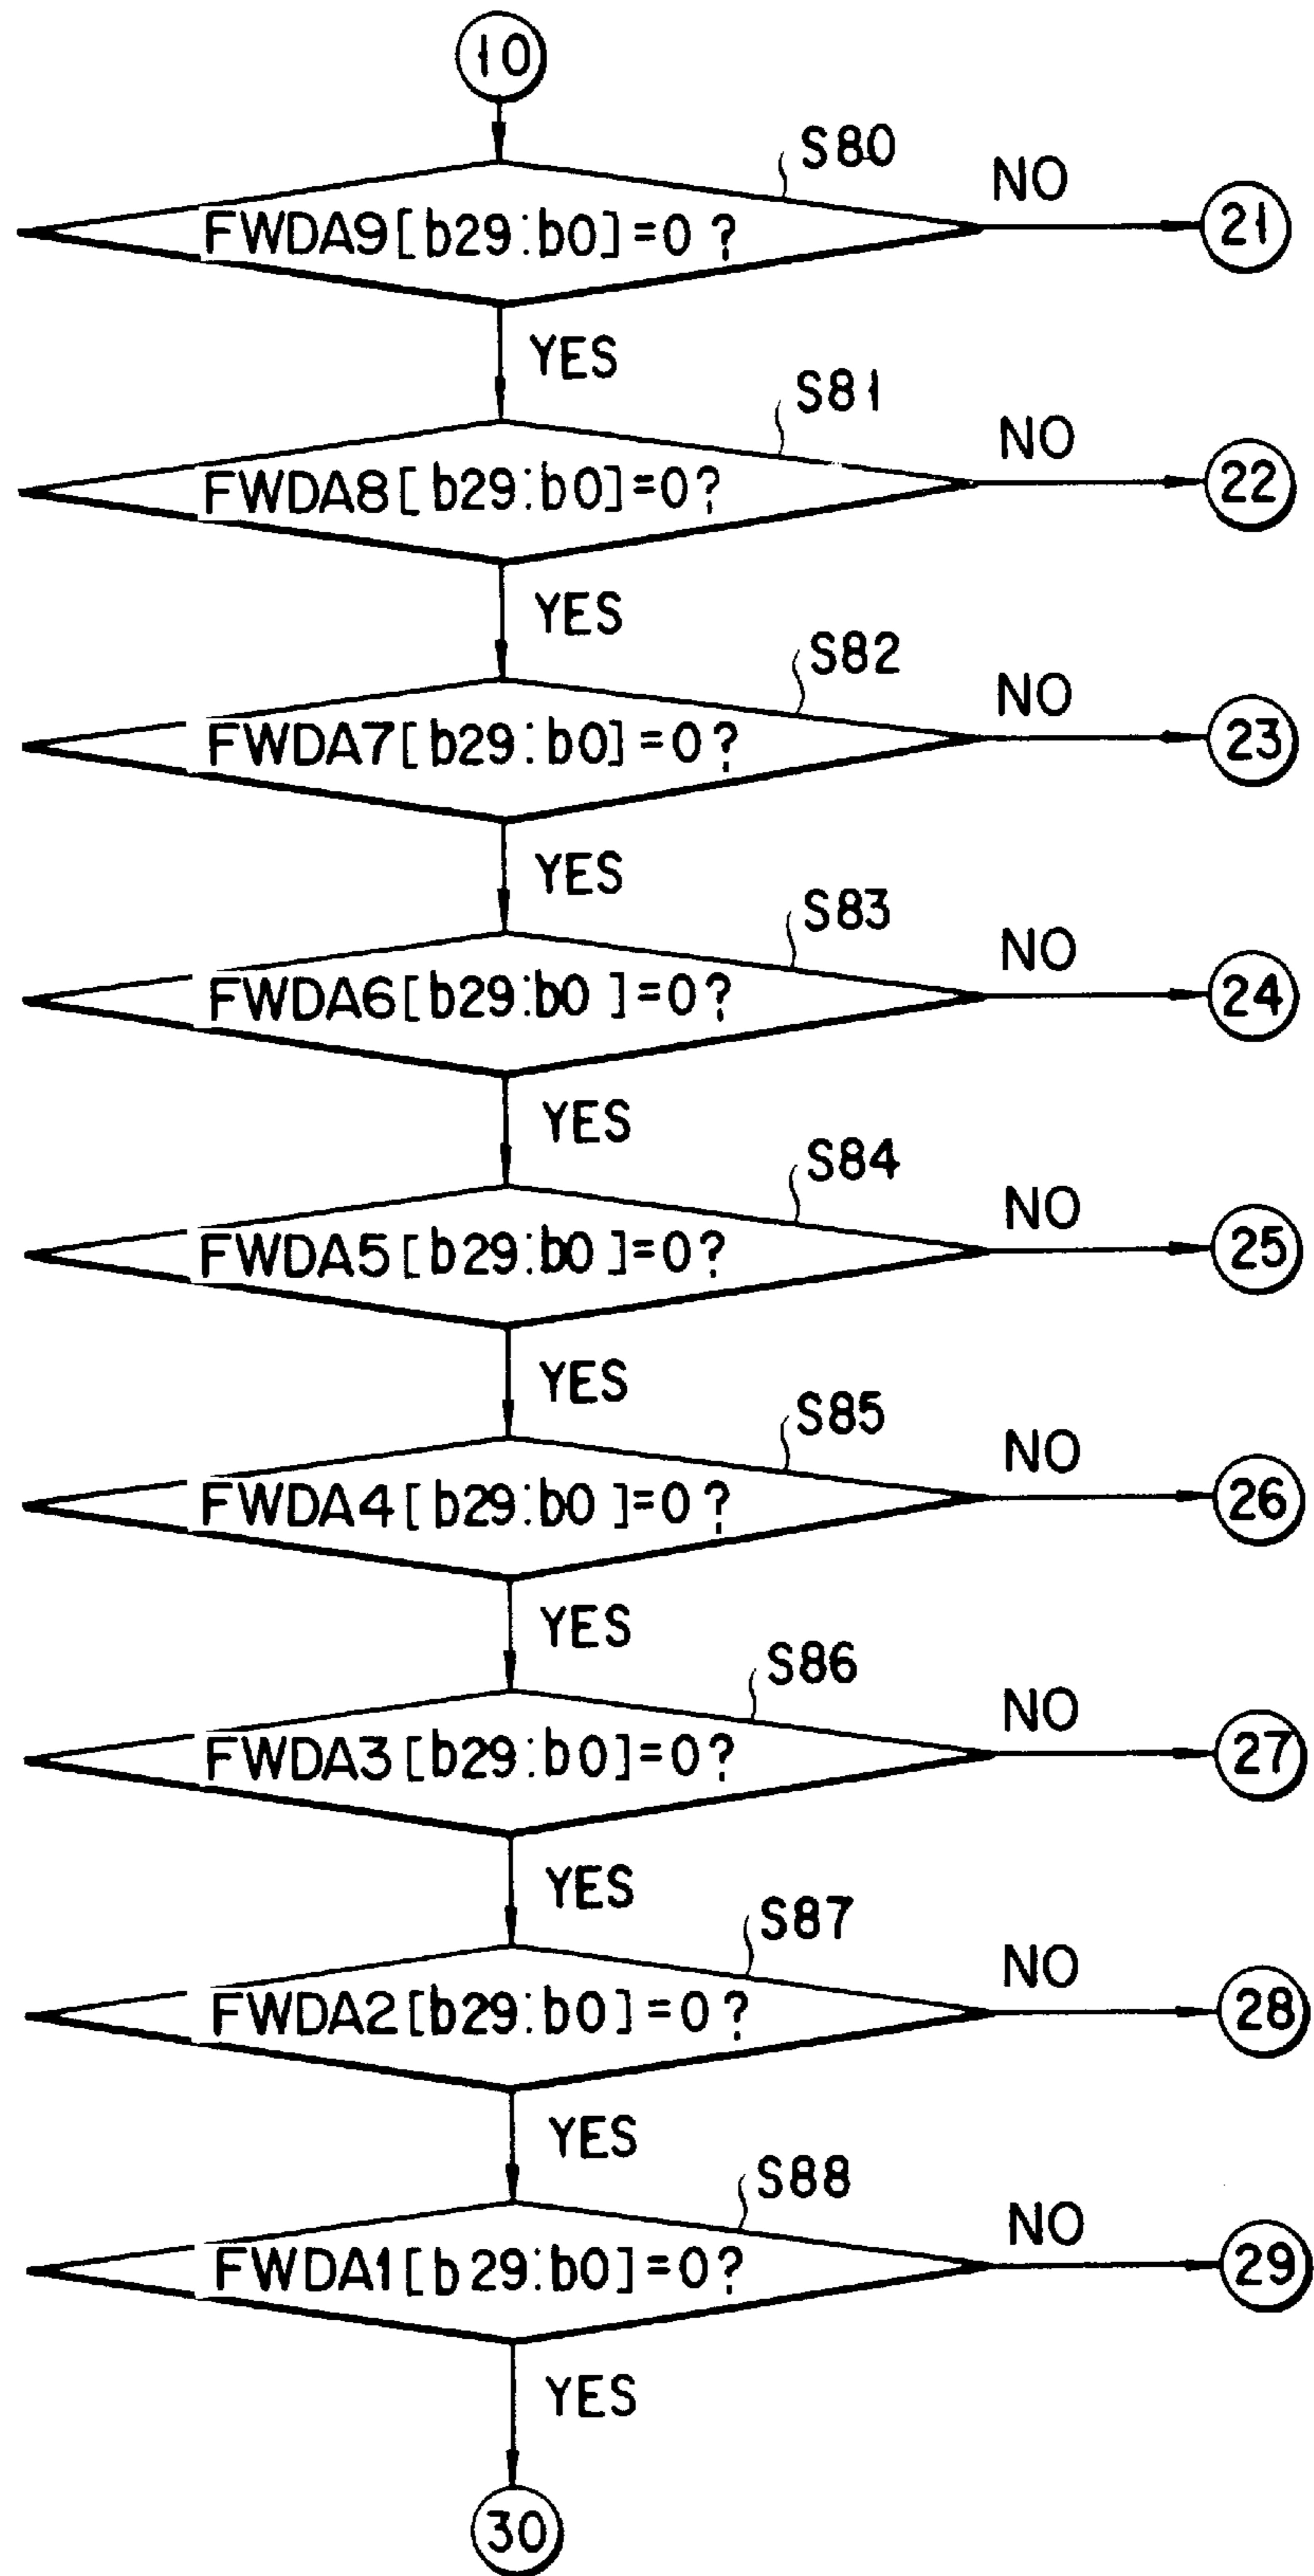 10
S80
NO
FWDA9[b29:b0]=0?
21
YES
S81
NO
FWDA8[b29:b0]=0?
22
YES
S82
NO
FWDA7[b29:b0]=0?
23
YES
S83
NO
FWDA6[b29:b0]=0?
24
YES
S84
NO
FWDA5[b29:b0]=0?
25
YES
S85
NO
FWDA4[b29:b0]=0?
26
YES
S86
NO
FWDA3[b29:b0]=0?
27
YES
S87
NO
FWDA2[b29:b0]=0?
28
YES
S88
NO
FWDA1[b29:b0]=0?
29
YES
30